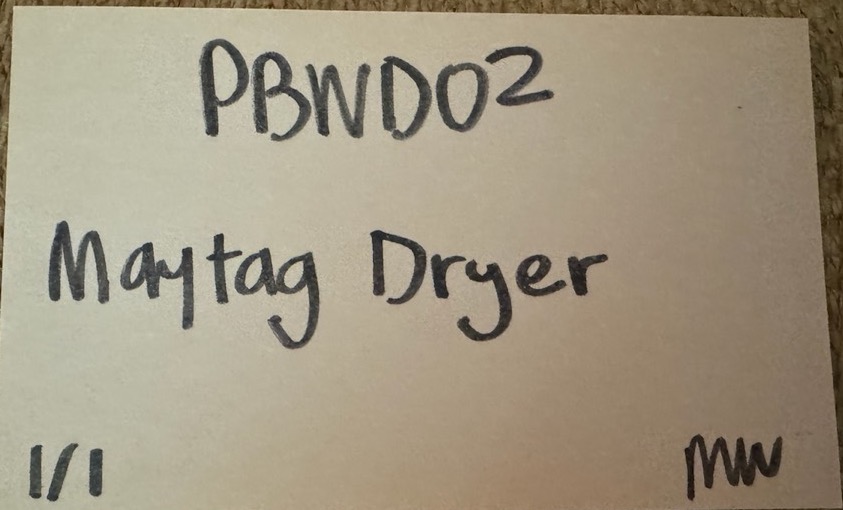 PBWD02
Maytag Dryer
1/1
MW